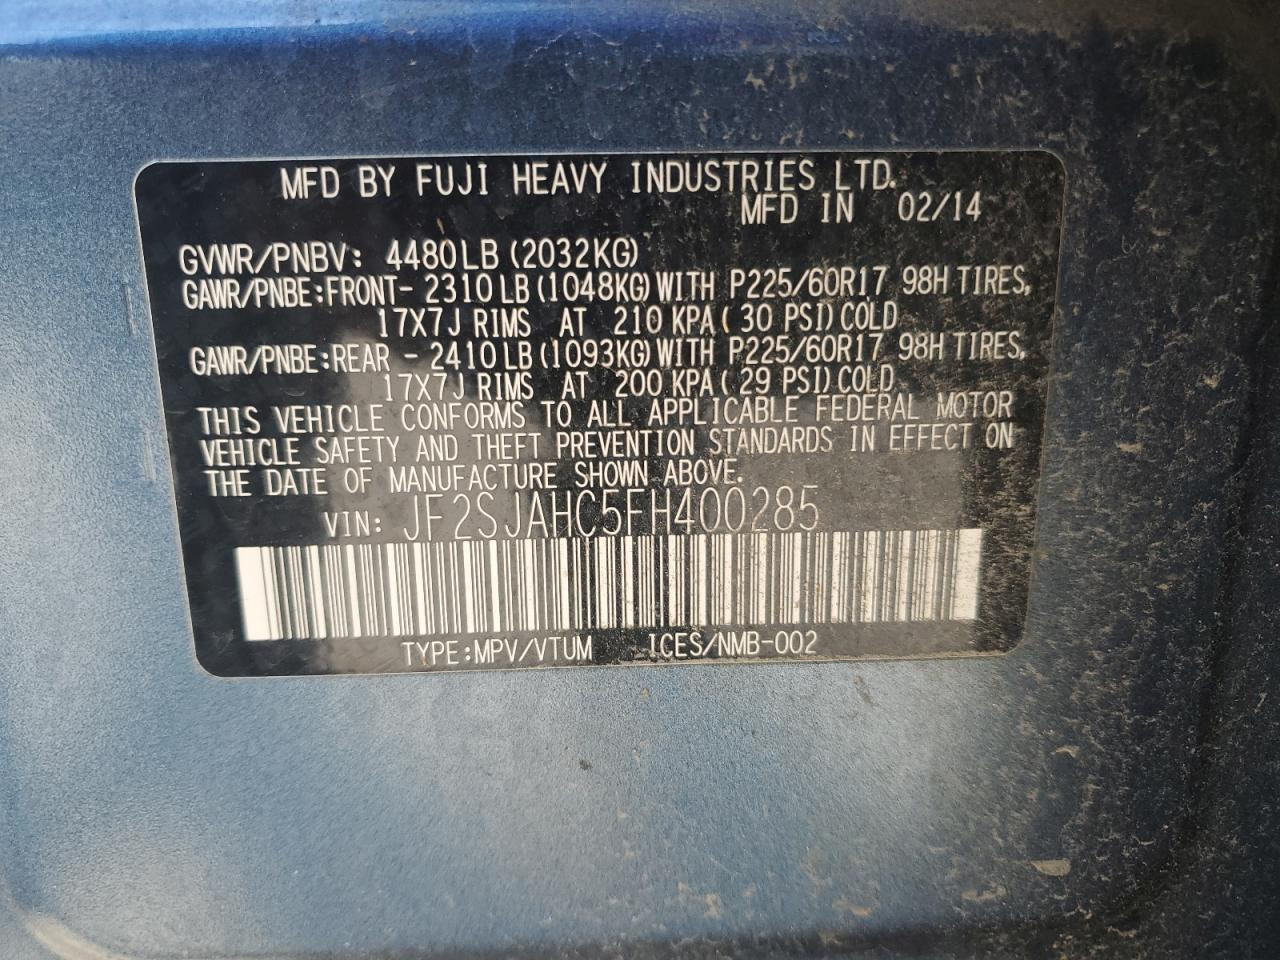 MFD BY FUJI HEAVY INDUSTRIES LTD.
MFD IN 02/14
GVWR/PNBV: 4480LB (2032KG)
GAWR/PNBE:FRONT- 2310 LB (1048KG) WITH P225/60R17 98H TIRES,
17X7J RIMS AT 210 KPA ( 30 PSI) COLD
GAWR/PNBE:REAR - 2410 LB (1093KG) WITH P225/60R17 98H TIRES,
17X7J RIMS AT 200 KPA ( 29 PSI) COLD
THIS VEHICLE CONFORMS TO ALL APPLICABLE FEDERAL MOTOR
VEHICLE SAFETY AND THEFT PREVENTION STANDARDS IN EFFECT ON
THE DATE OF MANUFACTURE SHOWN ABOVE.
VIN: JF2SJAHC5FH400285
TYPE:MPV/VTUM ICES/NMB-002